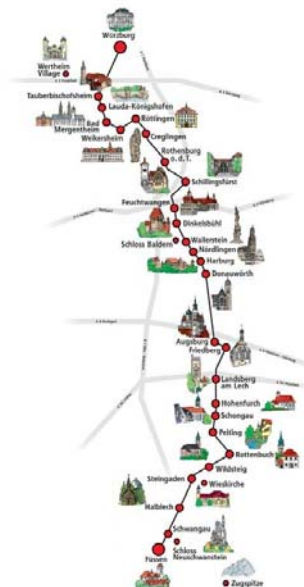 Würzburg
Wertheim
Village
Tauberbischofsheim
Lauda-Königshofen
Bad
Mergentheim
Röttingen
Weikersheim
Creglingen
Rothenburg
o.d.T.
Schillingsfürst
Feuchtwangen
Dinkelsbühl
Schloss Baldern
Wallerstein
Nördlingen
Harburg
Donauwörth
Augsburg
Friedberg
Landsberg
am Lech
Hohenfurch
Schongau
Peiting
Rottenbuch
Wildsteig
Steingaden
Wieskirche
Halblech
Schwangau
Füssen
Schloss
Neuschwanstein
Zugspitze